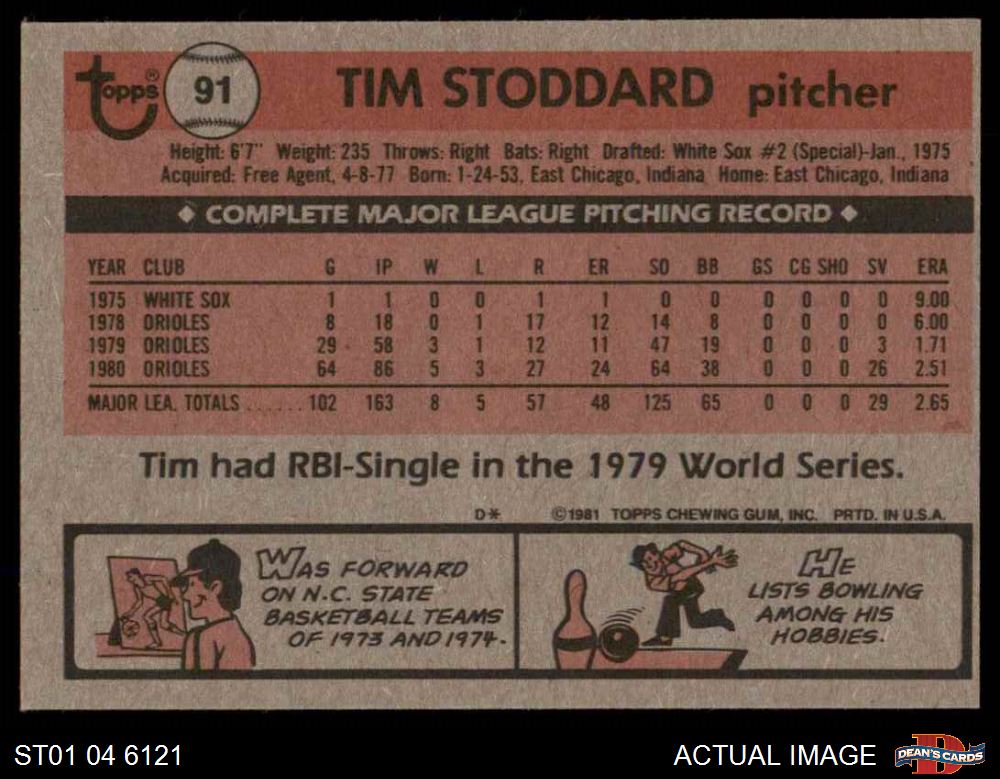 Topps® 91 TIM STODDARD pitcher
Height: 6'7" Weight: 235 Throws: Right Bats: Right Drafted: White Sox #2 (Special)-Jan., 1975
Acquired: Free Agent, 4-8-77 Born: 1-24-53, East Chicago, Indiana Home: East Chicago, Indiana
◆ COMPLETE MAJOR LEAGUE PITCHING RECORD ◆
YEAR CLUB G IP W L R ER SO BB GS CG SHO SV ERA
1975 WHITE SOX 1 1 0 0 1 1 0 0 0 0 0 0 9.00
1978 ORIOLES 8 18 0 1 17 12 14 8 0 0 0 0 6.00
1979 ORIOLES 29 58 3 1 12 11 47 19 0 0 0 3 1.71
1980 ORIOLES 64 86 5 3 27 24 64 38 0 0 0 26 2.51
MAJOR LEA. TOTALS ...... 102 163 8 5 57 48 125 65 0 0 0 29 2.65
Tim had RBI-Single in the 1979 World Series.
D* ©1981 TOPPS CHEWING GUM, INC. PRTD. IN U.S.A.
WAS FORWARD
ON N.C. STATE
BASKETBALL TEAMS
OF 1973 AND 1974.
HE
LISTS BOWLING
AMONG HIS
HOBBIES.
ST01 04 6121 ACTUAL IMAGE D DEAN'S CARDS